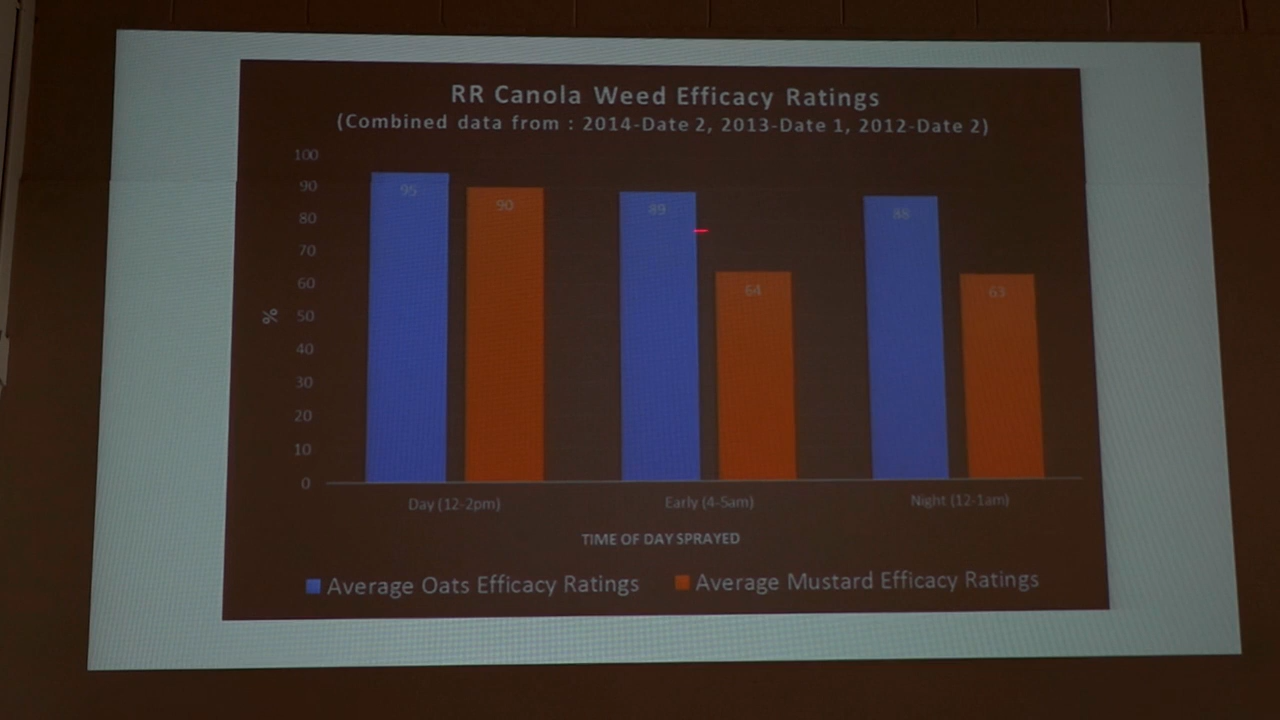 RR Canola Weed Efficacy Ratings
(Combined data from : 2014-Date 2, 2013-Date 1, 2012-Date 2)
100
90
80
70
60
50
40
30
20
10
0
%
95
90
89
64
88
63
Day (12-2pm)
Early (4-5am)
Night (12-1am)
TIME OF DAY SPRAYED
Average Oats Efficacy Ratings
Average Mustard Efficacy Ratings